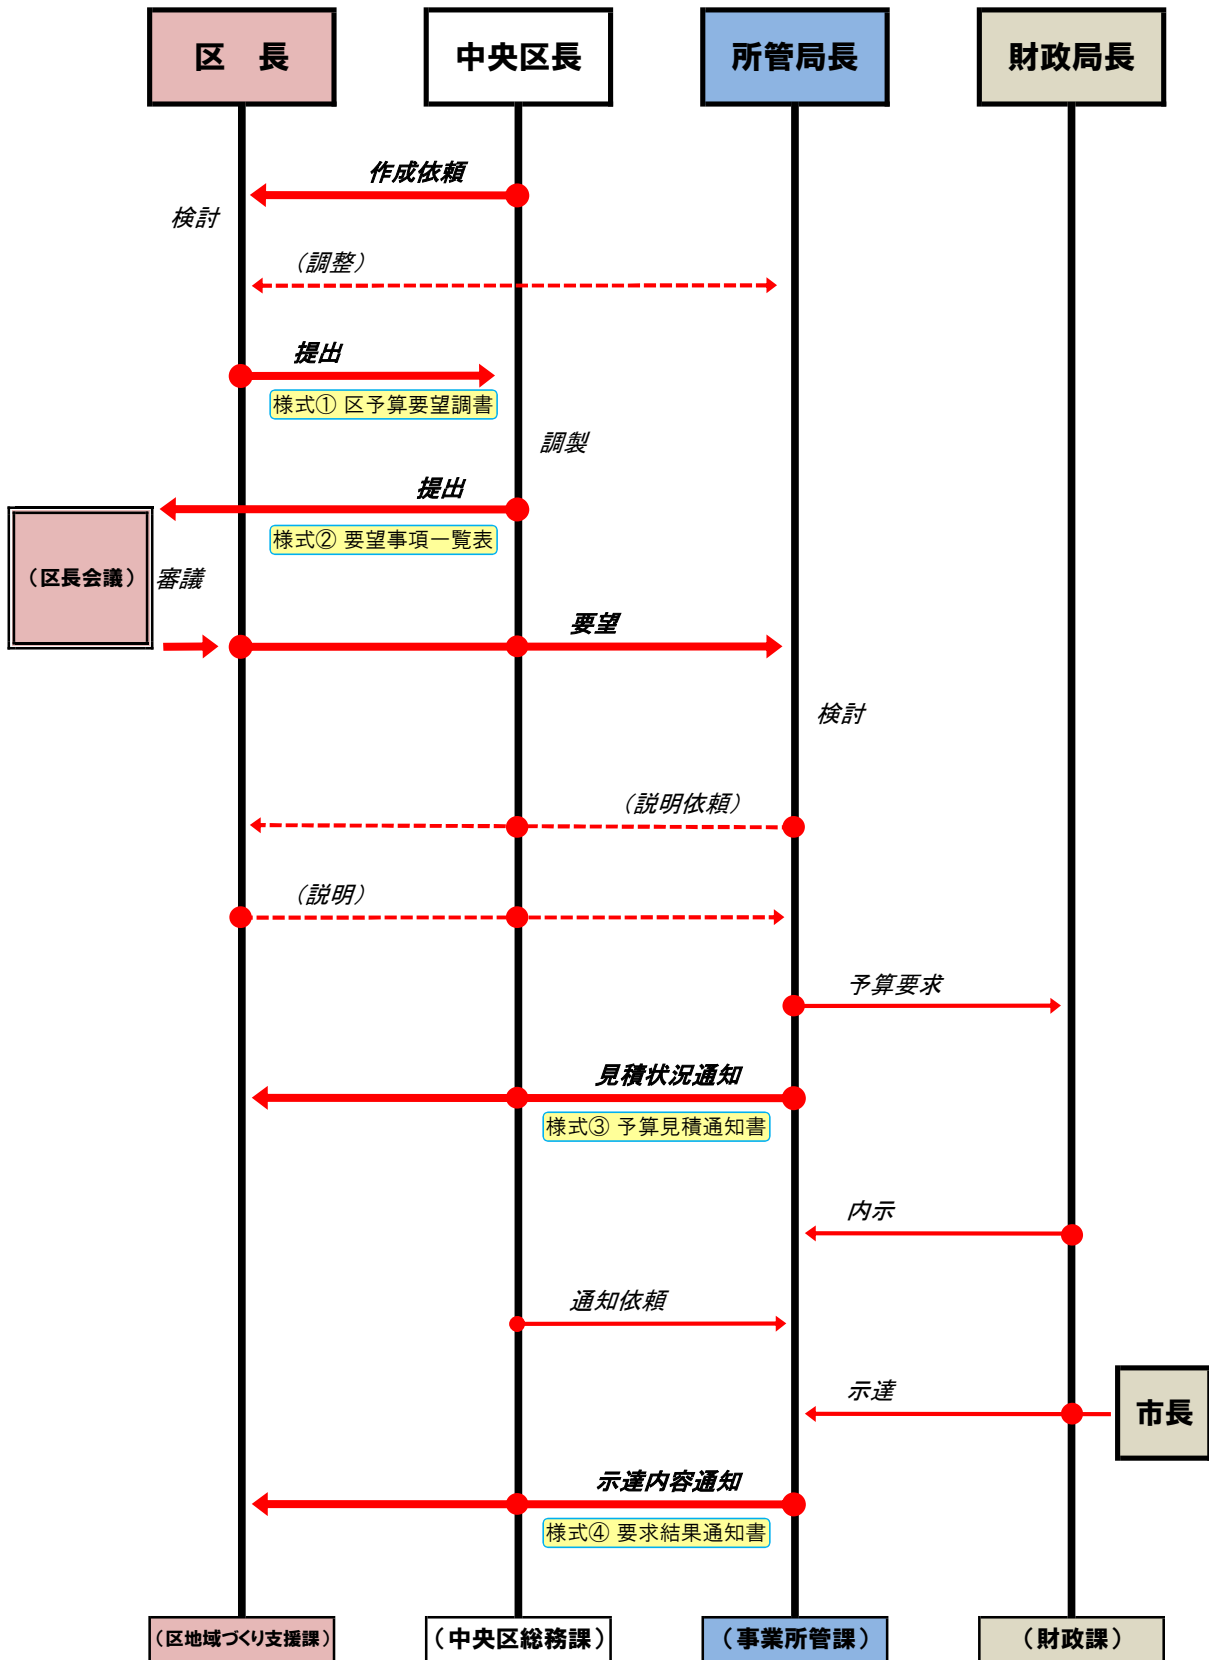 区　長
中央区長
所管局長
財政局長
作成依頼
検討
（調整）
提出
様式① 区予算要望調書
調製
提出
様式② 要望事項一覧表
（区長会議）
審議
要望
検討
（説明依頼）
（説明）
予算要求
見積状況通知
様式③ 予算見積通知書
内示
通知依頼
示達
市長
示達内容通知
様式④ 要求結果通知書
（区地域づくり支援課）
（中央区総務課）
（事業所管課）
（財政課）